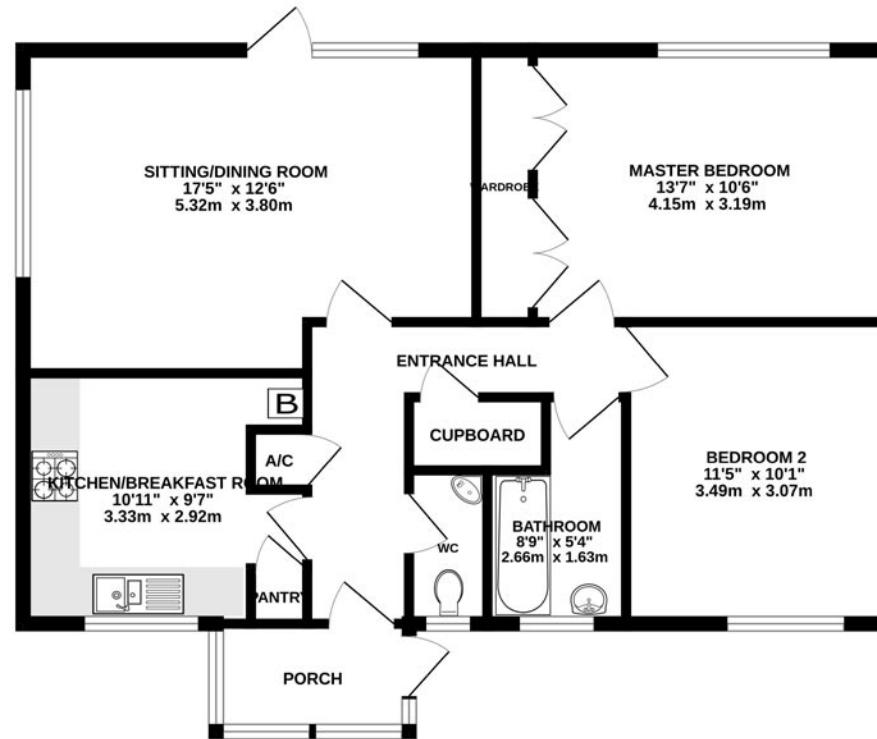 SITTING/DINING ROOM
17'5" x 12'6"
5.32m x 3.80m
WARDROBE
MASTER BEDROOM
13'7" x 10'6"
4.15m x 3.19m
ENTRANCE HALL
B
A/C
CUPBOARD
KITCHEN/BREAKFAST ROOM
10'11" x 9'7"
3.33m x 2.92m
BEDROOM 2
11'5" x 10'1"
3.49m x 3.07m
WC
BATHROOM
8'9" x 5'4"
2.66m x 1.63m
PANTRY
PORCH